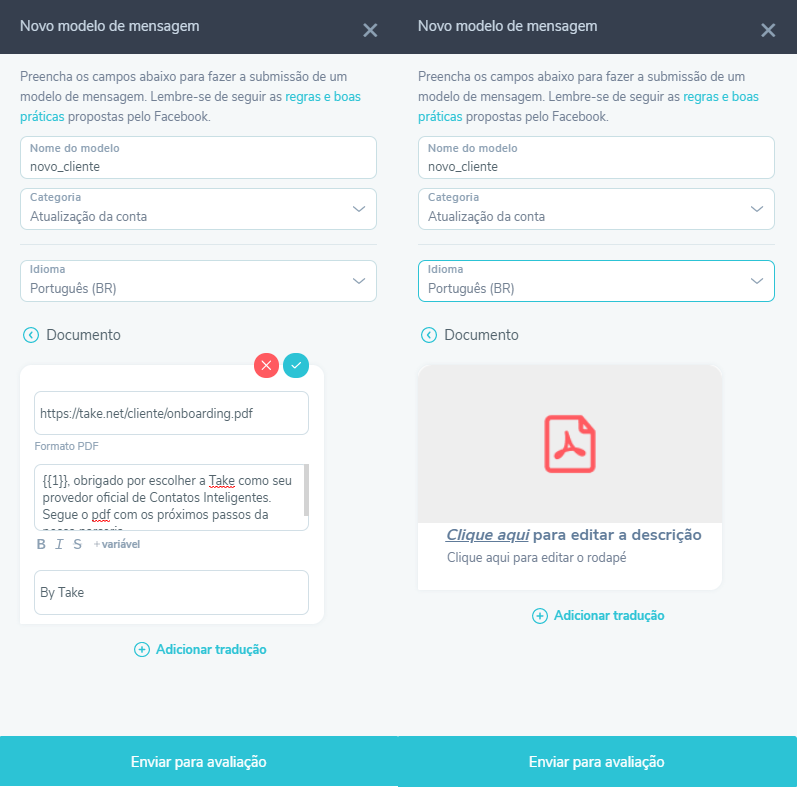 Novo modelo de mensagem
Preencha os campos abaixo para fazer a submissão de um
modelo de mensagem. Lembre-se de seguir as regras e boas
práticas propostas pelo Facebook.
Nome do modelo
novo_cliente
Categoria
Atualização da conta
Idioma
Português (BR)
Documento
https://take.net/cliente/onboarding.pdf
Formato PDF
{{1}}, obrigado por escolher a Take como seu
provedor oficial de Contatos Inteligentes.
Segue o pdf com os próximos passos da
B I S + variável
By Take
Adicionar tradução
Enviar para avaliação
Novo modelo de mensagem
Preencha os campos abaixo para fazer a submissão de um
modelo de mensagem. Lembre-se de seguir as regras e boas
práticas propostas pelo Facebook.
Nome do modelo
novo_cliente
Categoria
Atualização da conta
Idioma
Português (BR)
Documento
Clique aqui para editar a descrição
Clique aqui para editar o rodapé
Adicionar tradução
Enviar para avaliação